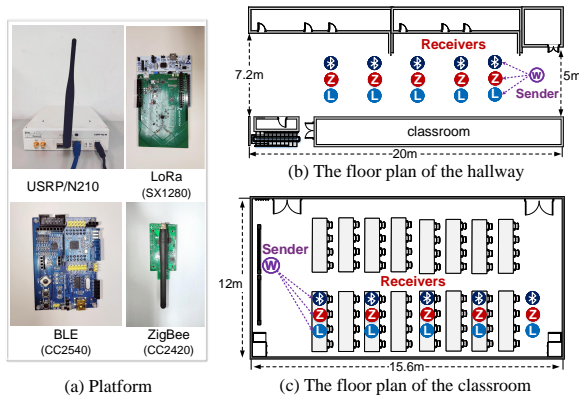 USRP/N210
LoRa
(SX1280)
BLE
(CC2540)
ZigBee
(CC2420)
(a) Platform
Receivers
Z Z Z Z Z
L L L L L
W
Sender
7.2m
5m
classroom
20m
(b) The floor plan of the hallway
Sender
W
Receivers
Z Z Z Z Z
L L L L L
12m
15.6m
(c) The floor plan of the classroom